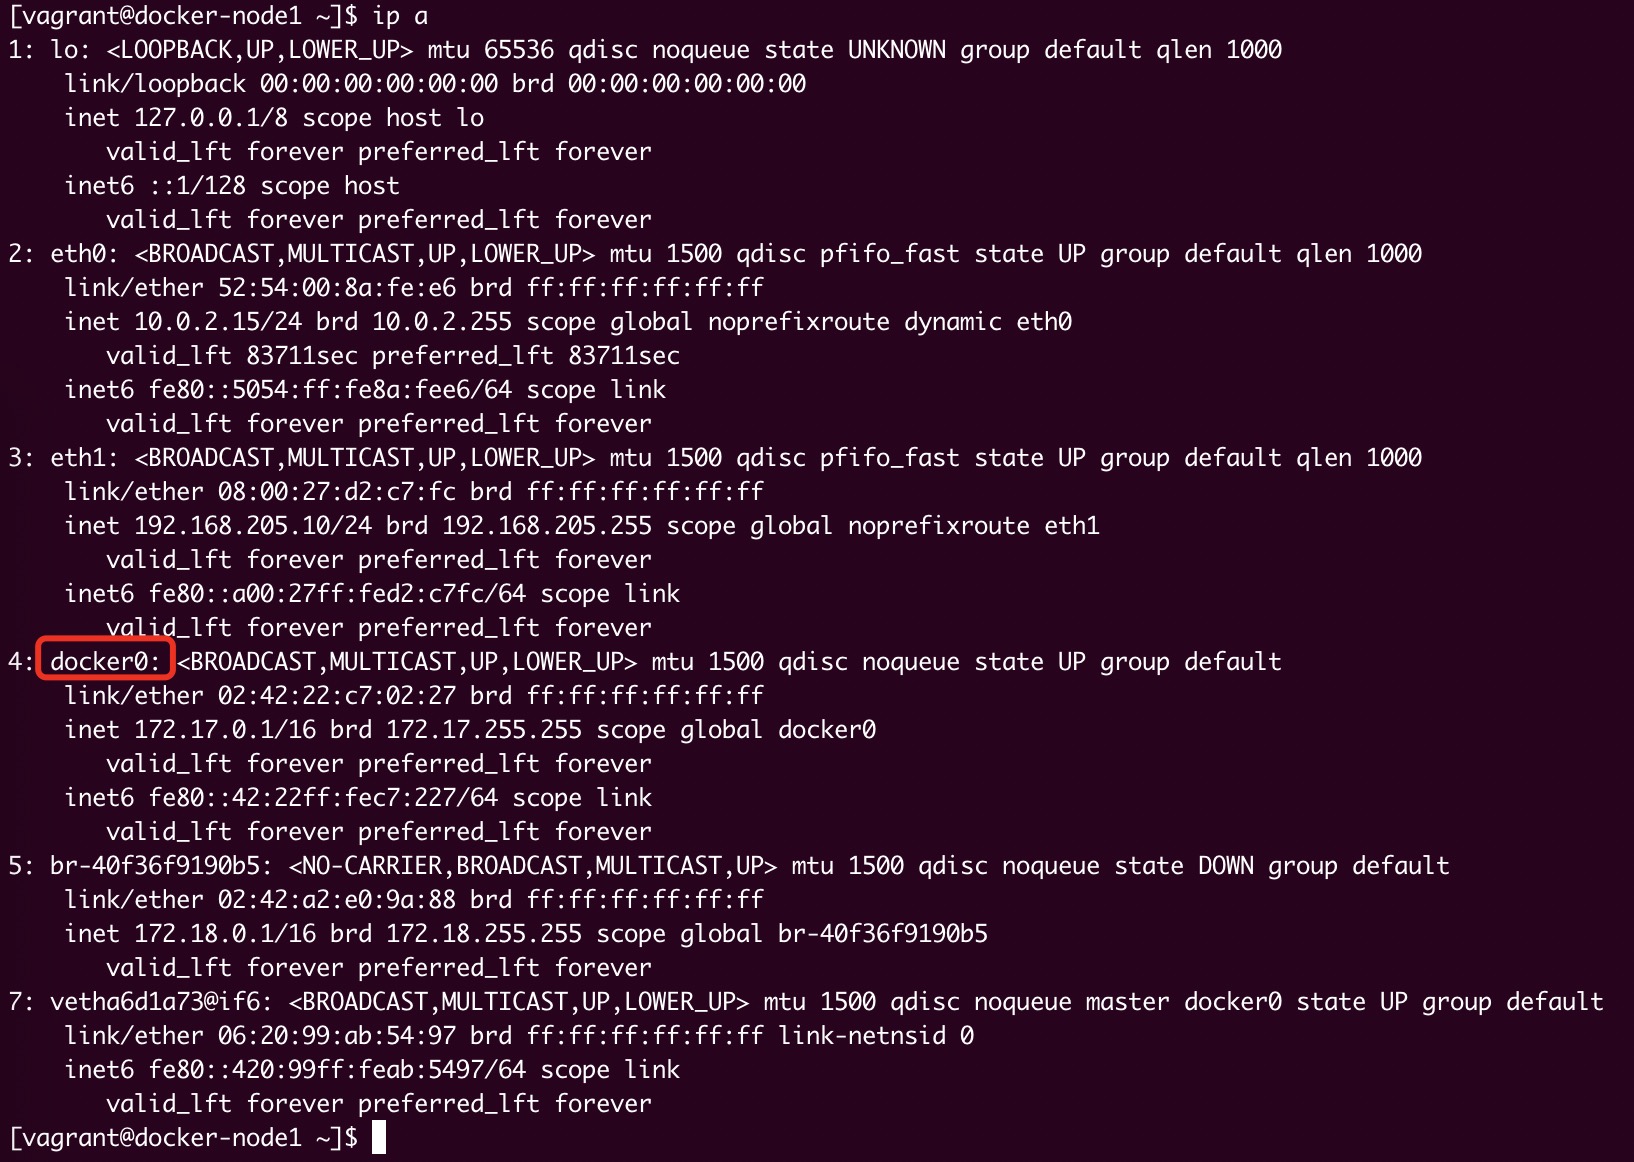 [vagrant@docker-node1 ~]$ ip a
1: lo: <LOOPBACK,UP,LOWER_UP> mtu 65536 qdisc noqueue state UNKNOWN group default qlen 1000
    link/loopback 00:00:00:00:00:00 brd 00:00:00:00:00:00
    inet 127.0.0.1/8 scope host lo
       valid_lft forever preferred_lft forever
    inet6 ::1/128 scope host
       valid_lft forever preferred_lft forever
2: eth0: <BROADCAST,MULTICAST,UP,LOWER_UP> mtu 1500 qdisc pfifo_fast state UP group default qlen 1000
    link/ether 52:54:00:8a:fe:e6 brd ff:ff:ff:ff:ff:ff
    inet 10.0.2.15/24 brd 10.0.2.255 scope global noprefixroute dynamic eth0
       valid_lft 83711sec preferred_lft 83711sec
    inet6 fe80::5054:ff:fe8a:fee6/64 scope link
       valid_lft forever preferred_lft forever
3: eth1: <BROADCAST,MULTICAST,UP,LOWER_UP> mtu 1500 qdisc pfifo_fast state UP group default qlen 1000
    link/ether 08:00:27:d2:c7:fc brd ff:ff:ff:ff:ff:ff
    inet 192.168.205.10/24 brd 192.168.205.255 scope global noprefixroute eth1
       valid_lft forever preferred_lft forever
    inet6 fe80::a00:27ff:fed2:c7fc/64 scope link
       valid_lft forever preferred_lft forever
4: docker0: <BROADCAST,MULTICAST,UP,LOWER_UP> mtu 1500 qdisc noqueue state UP group default
    link/ether 02:42:22:c7:02:27 brd ff:ff:ff:ff:ff:ff
    inet 172.17.0.1/16 brd 172.17.255.255 scope global docker0
       valid_lft forever preferred_lft forever
    inet6 fe80::42:22ff:fec7:227/64 scope link
       valid_lft forever preferred_lft forever
5: br-40f36f9190b5: <NO-CARRIER,BROADCAST,MULTICAST,UP> mtu 1500 qdisc noqueue state DOWN group default
    link/ether 02:42:a2:e0:9a:88 brd ff:ff:ff:ff:ff:ff
    inet 172.18.0.1/16 brd 172.18.255.255 scope global br-40f36f9190b5
       valid_lft forever preferred_lft forever
7: vetha6d1a73@if6: <BROADCAST,MULTICAST,UP,LOWER_UP> mtu 1500 qdisc noqueue master docker0 state UP group default
    link/ether 06:20:99:ab:54:97 brd ff:ff:ff:ff:ff:ff link-netnsid 0
    inet6 fe80::420:99ff:feab:5497/64 scope link
       valid_lft forever preferred_lft forever
[vagrant@docker-node1 ~]$